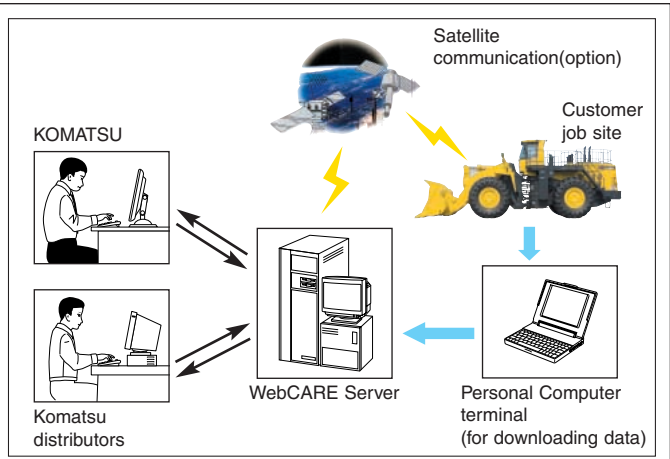 Satellite
communication(option)
Customer
job site
KOMATSU
WebCARE Server
Komatsu
distributors
Personal Computer
terminal
(for downloading data)